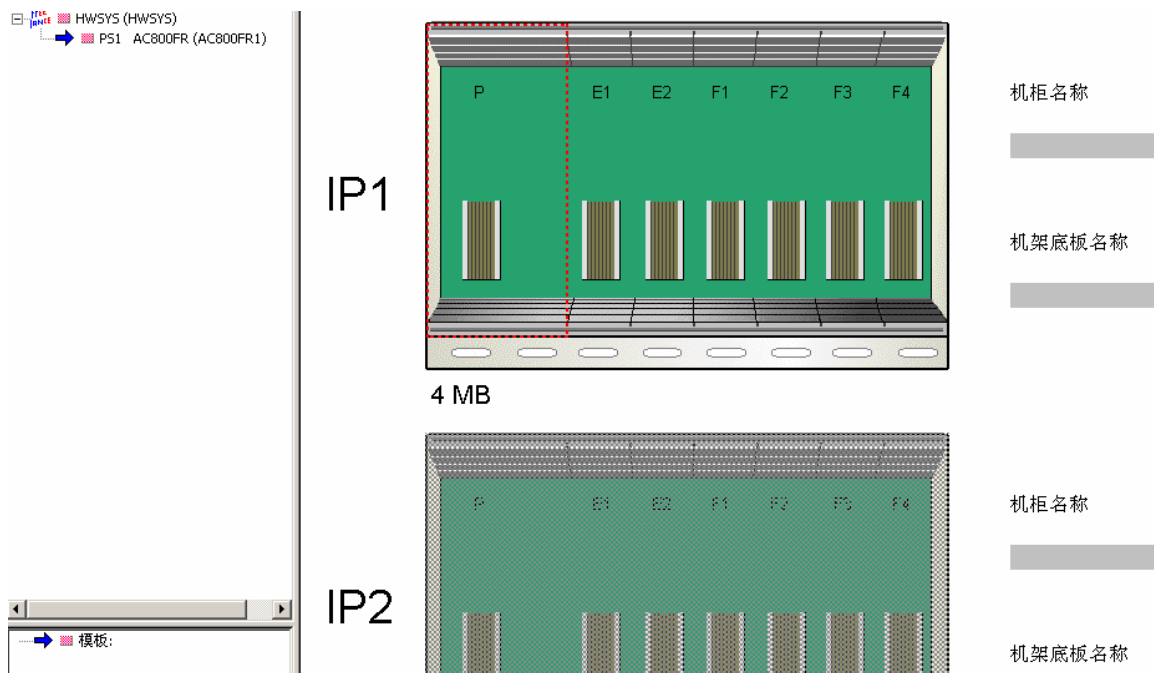 HWSYS (HWSYS)
PS1 AC800FR (AC800FR1)
模板:
IP1
P E1 E2 F1 F2 F3 F4
4 MB
机柜名称
机架底板名称
IP2
P E1 E2 F1 F2 F3 F4
机柜名称
机架底板名称